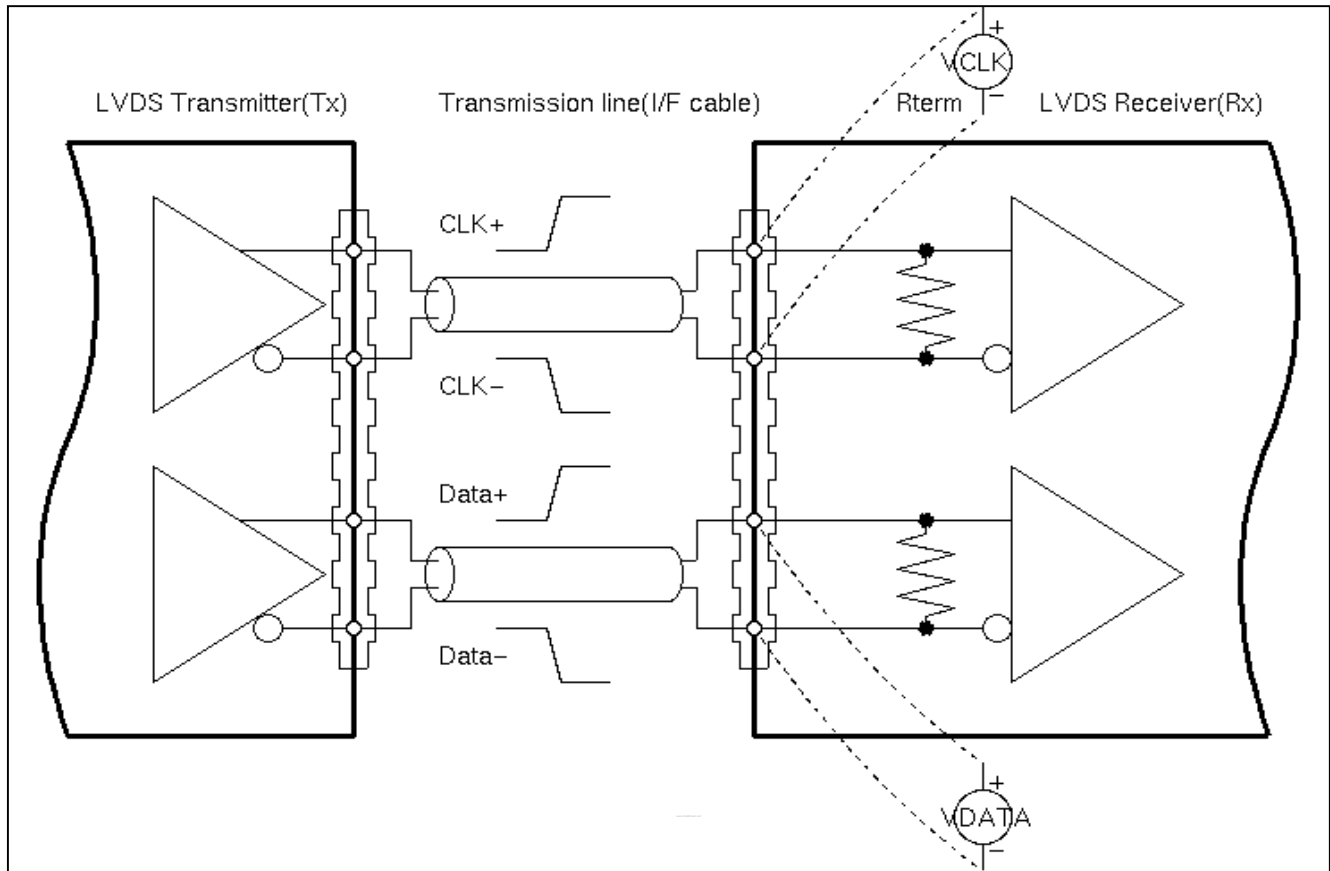 +
VCLK
−
LVDS Transmitter(Tx)
Transmission line(I/F cable)
Rterm
LVDS Receiver(Rx)
CLK+
CLK−
Data+
Data−
+
VDATA
−